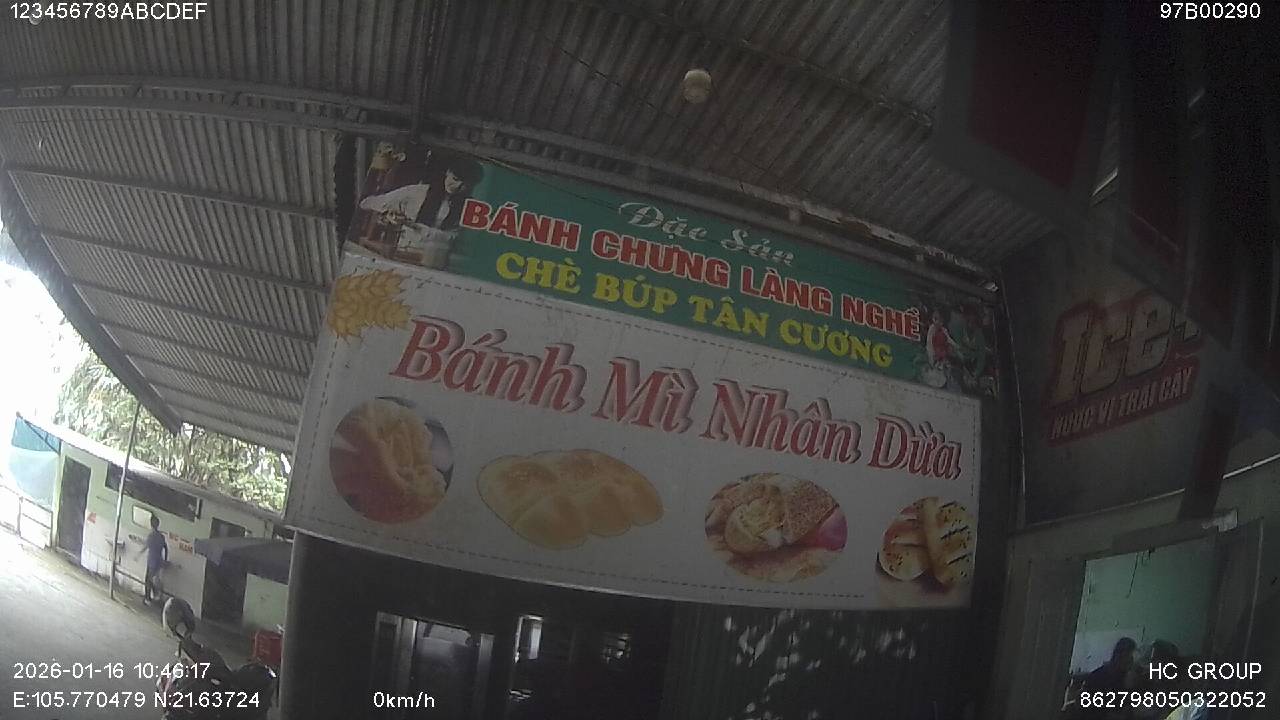 123456789ABCDEF
97B00290
Đặc Sản
BÁNH CHƯNG LÀNG NGHỀ
CHÈ BÚP TÂN CƯƠNG
Bánh Mì Nhân Dừa
NƯỚC VỊ TRÁI CÂY
2026-01-16 10:46:17
E:105.770479 N:21.63724
0km/h
HC GROUP
862798050322052